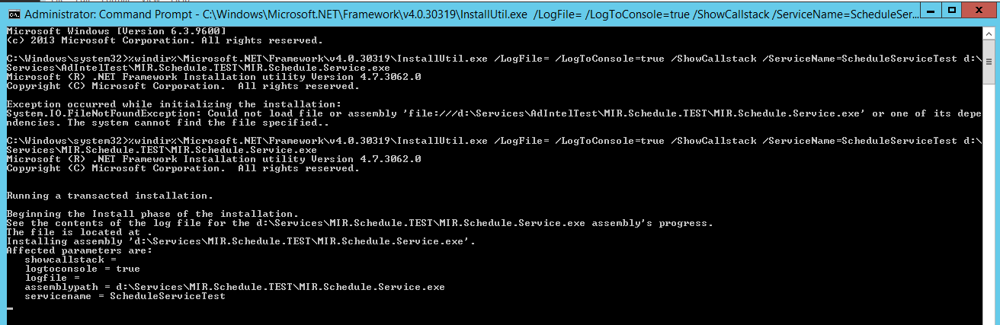 Administrator: Command Prompt - C:\Windows\Microsoft.NET\Framework\v4.0.30319\InstallUtil.exe /LogFile= /LogToConsole=true /ShowCallstack /ServiceName=ScheduleSer...
Microsoft Windows [Version 6.3.9600]
(c) 2013 Microsoft Corporation. All rights reserved.
C:\Windows\system32>%windir%\Microsoft.NET\Framework\v4.0.30319\InstallUtil.exe /LogFile= /LogToConsole=true /ShowCallstack /ServiceName=ScheduleServiceTest d:\
Services\AdIntelTest\MIR.Schedule.TEST\MIR.Schedule.Service.exe
Microsoft (R) .NET Framework Installation utility Version 4.7.3062.0
Copyright (C) Microsoft Corporation.  All rights reserved.
Exception occurred while initializing the installation:
System.IO.FileNotFoundException: Could not load file or assembly 'file:///d:\Services\AdIntelTest\MIR.Schedule.TEST\MIR.Schedule.Service.exe' or one of its depe
ndencies. The system cannot find the file specified..
C:\Windows\system32>%windir%\Microsoft.NET\Framework\v4.0.30319\InstallUtil.exe /LogFile= /LogToConsole=true /ShowCallstack /ServiceName=ScheduleServiceTest d:\
Services\MIR.Schedule.TEST\MIR.Schedule.Service.exe
Microsoft (R) .NET Framework Installation utility Version 4.7.3062.0
Copyright (C) Microsoft Corporation.  All rights reserved.
Running a transacted installation.
Beginning the Install phase of the installation.
See the contents of the log file for the d:\Services\MIR.Schedule.TEST\MIR.Schedule.Service.exe assembly's progress.
The file is located at .
Installing assembly 'd:\Services\MIR.Schedule.TEST\MIR.Schedule.Service.exe'.
Affected parameters are:
showcallstack =
logtoconsole = true
logfile =
assemblypath = d:\Services\MIR.Schedule.TEST\MIR.Schedule.Service.exe
servicename = ScheduleServiceTest